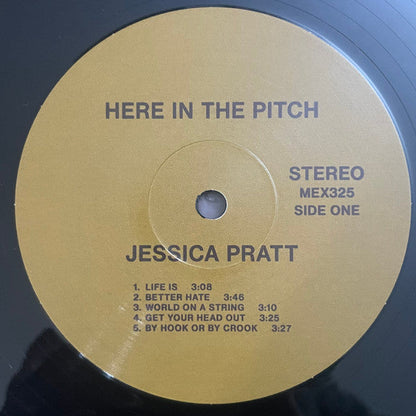 HERE IN THE PITCH
STEREO
MEX325
SIDE ONE
JESSICA PRATT
1. LIFE IS 3:08
2. BETTER HATE 3:46
3. WORLD ON A STRING 3:10
4. GET YOUR HEAD OUT 3:25
5. BY HOOK OR BY CROOK 3:27